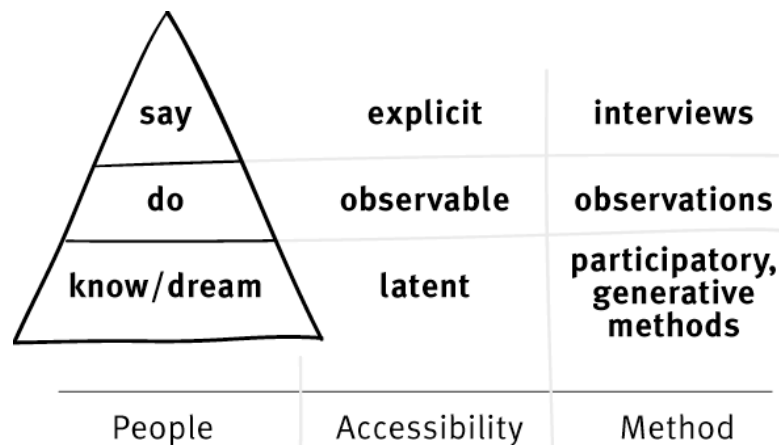 say explicit interviews
do observable observations
know/dream latent participatory,
generative
methods
People Accessibility Method